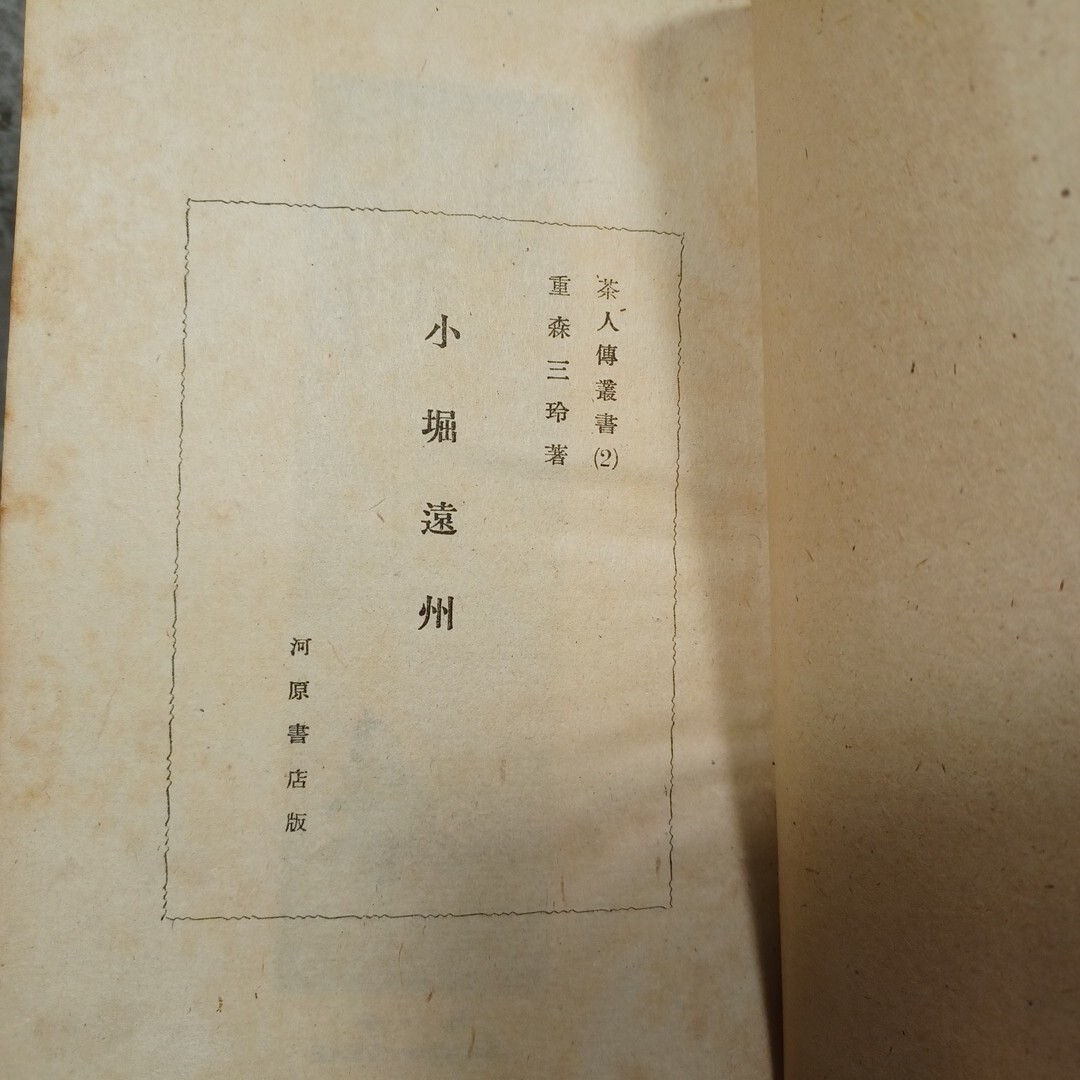 茶人傳叢書(2)
重森三玲著
小堀遠州
河原書店版